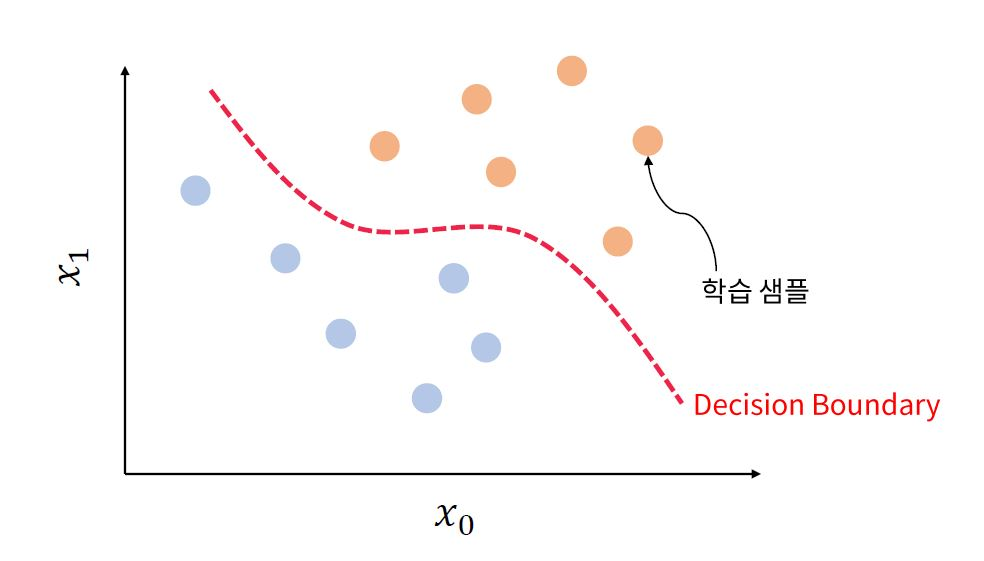 x₁
학습 샘플
Decision Boundary
x₀